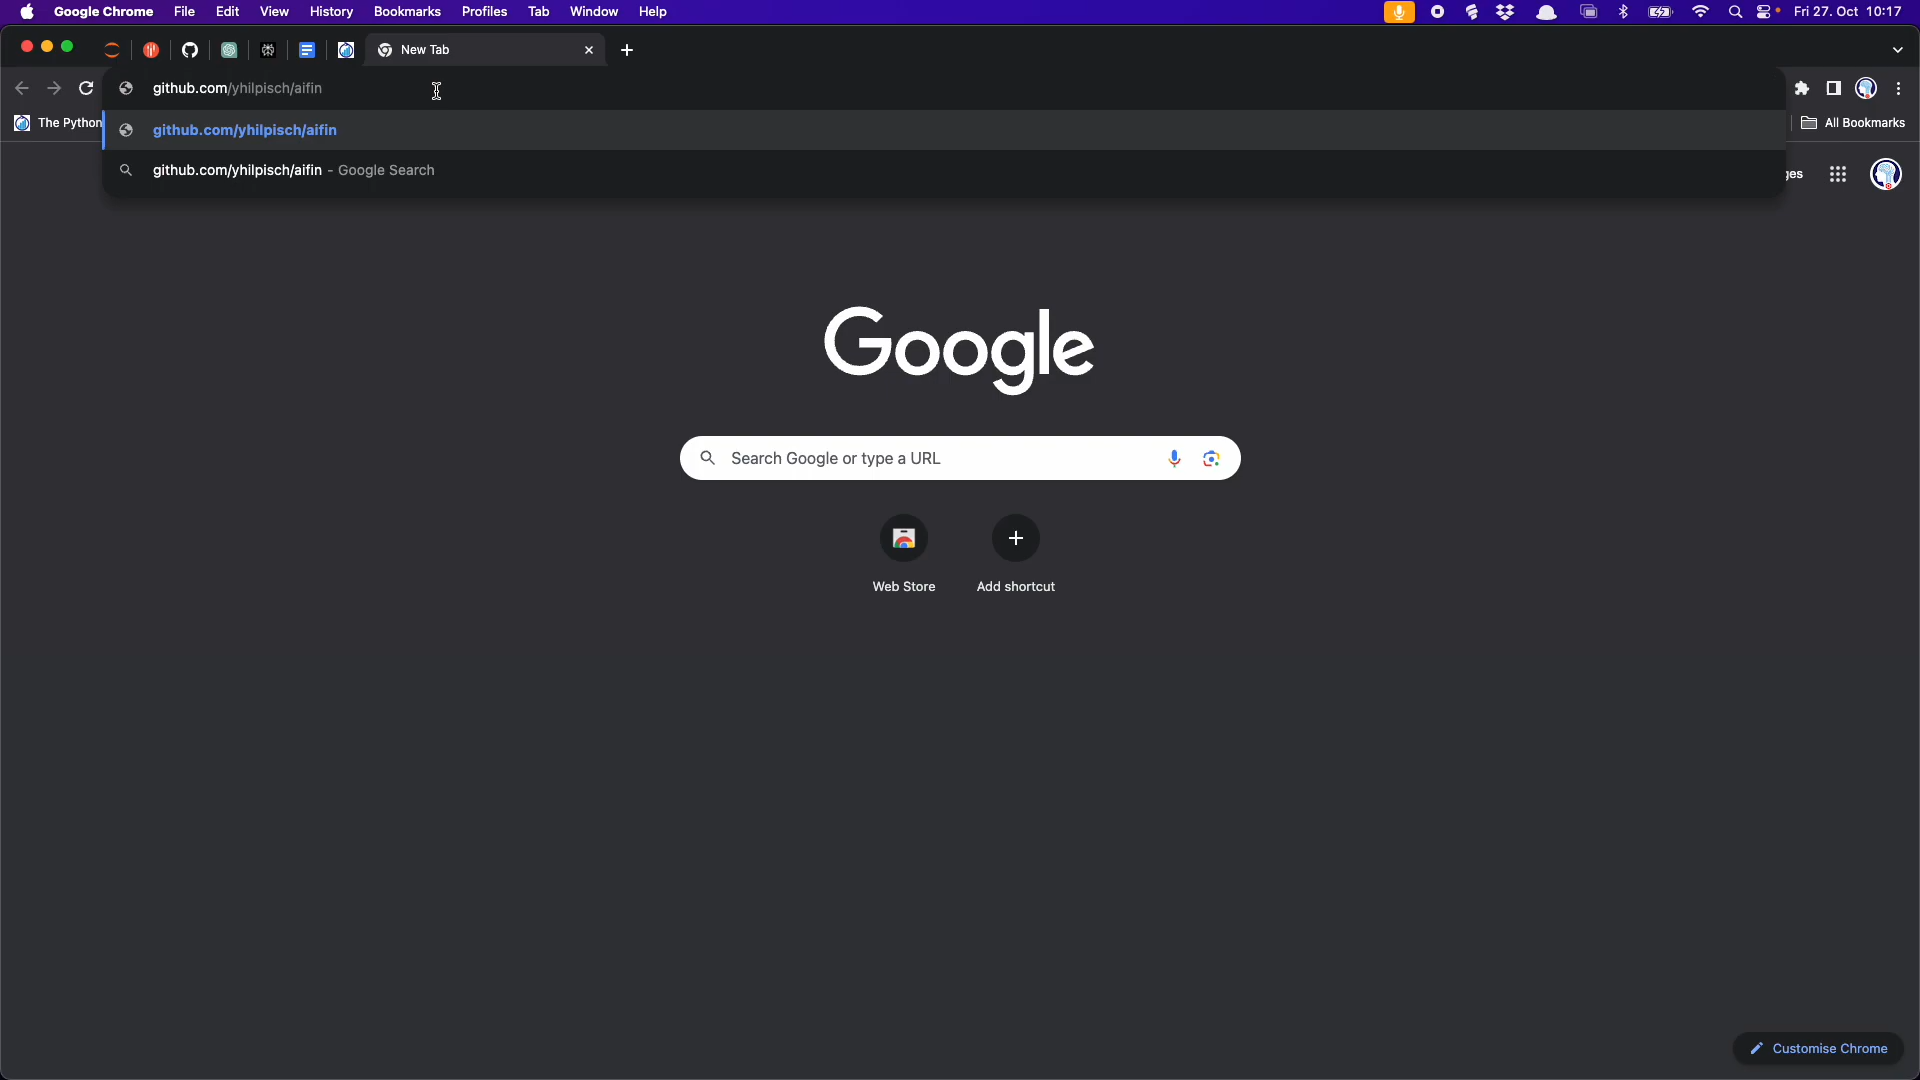 Google Chrome File Edit View History Bookmarks Profiles Tab Window Help Fri 27. Oct 10:17
New Tab
github.com/yhilpisch/aifin
The Python All Bookmarks
github.com/yhilpisch/aifin
github.com/yhilpisch/aifin - Google Search
ges
Google
Search Google or type a URL
Web Store Add shortcut
Customise Chrome